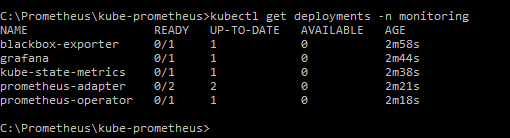 C:\Prometheus\kube-prometheus>kubectl get deployments -n monitoring
NAME READY UP-TO-DATE AVAILABLE AGE
blackbox-exporter 0/1 1 0 2m58s
grafana 0/1 1 0 2m44s
kube-state-metrics 0/1 1 0 2m38s
prometheus-adapter 0/2 2 0 2m21s
prometheus-operator 0/1 1 0 2m18s
C:\Prometheus\kube-prometheus>